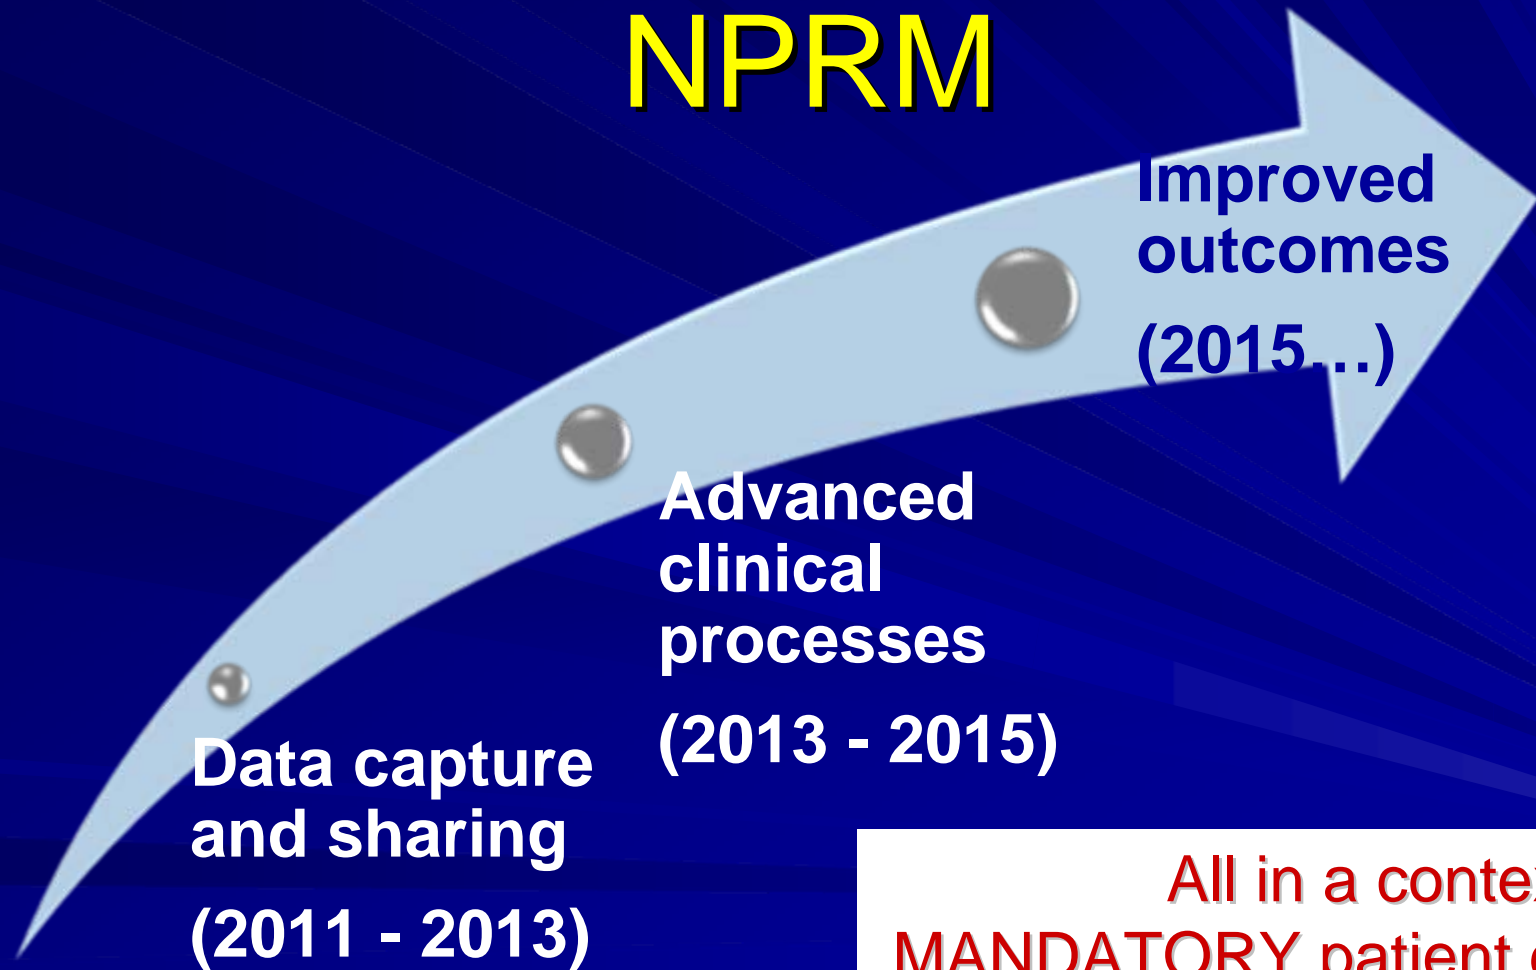 NPRM
Improved
outcomes
(2015...)
Advanced
clinical
processes
(2013 - 2015)
Data capture
and sharing
(2011 - 2013)
All in a
MANDATORY patient